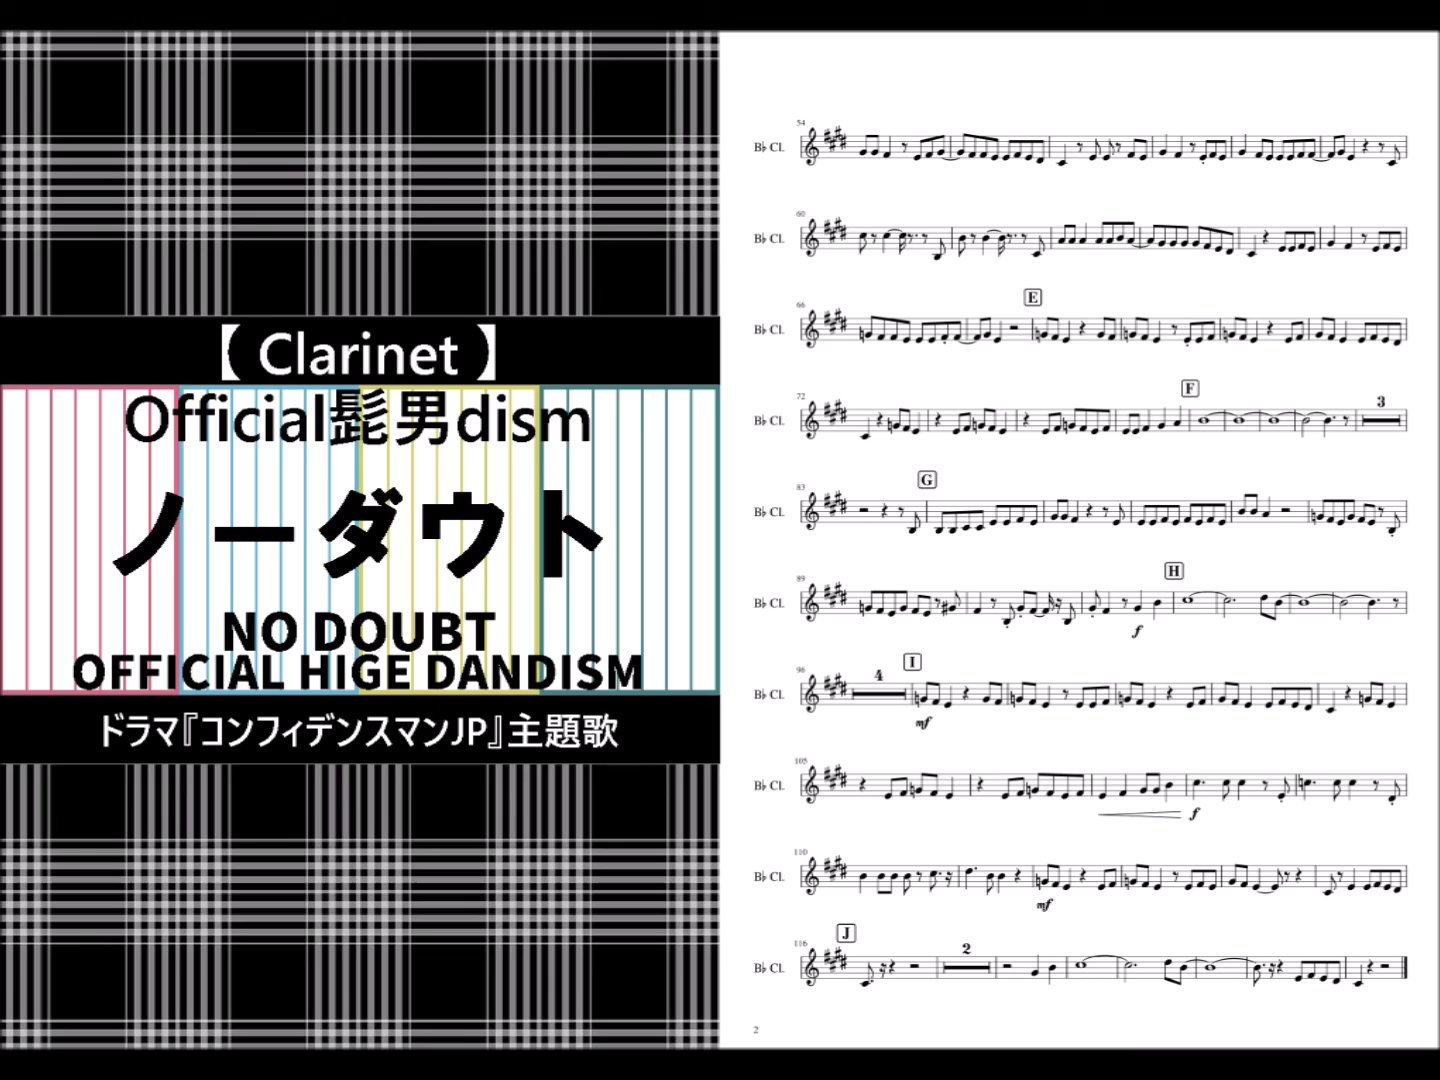 【 Clarinet 】
Official髭男dism
ノーダウト
NO DOUBT
OFFICIAL HIGE DANDISM
ドラマ『コンフィデンスマンJP』主題歌
54
B♭ Cl.
60
B♭ Cl.
E
66
B♭ Cl.
F
72
3
B♭ Cl.
G
83
B♭ Cl.
H
89
B♭ Cl.
f
I
96
4
B♭ Cl.
mf
105
B♭ Cl.
f
110
B♭ Cl.
mf
J
116
2
B♭ Cl.
2